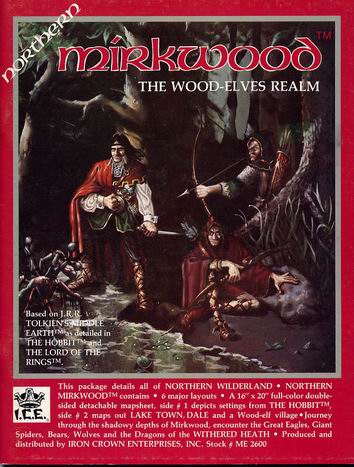 northern
mirkwood™
THE WOOD-ELVES REALM
Based on J.R.R.
TOLKIEN'S MIDDLE
EARTH™ as detailed in
THE HOBBIT™ and
THE LORD OF THE
RINGS™
I.C.E.
This package details all of NORTHERN WILDERLAND • NORTHERN
MIRKWOOD™ contains • 6 major layouts • A 16" x 20" full-color double-
sided detachable mapsheet, side # 1 depicts settings from THE HOBBIT™,
side # 2 maps out LAKE TOWN, DALE and a Wood-elf village • Journey
through the shadowy depths of Mirkwood, encounter the Great Eagles, Giant
Spiders, Bears, Wolves and the Dragons of the WITHERED HEATH • Produced and
distributed by IRON CROWN ENTERPRISES, INC. Stock # ME 2600